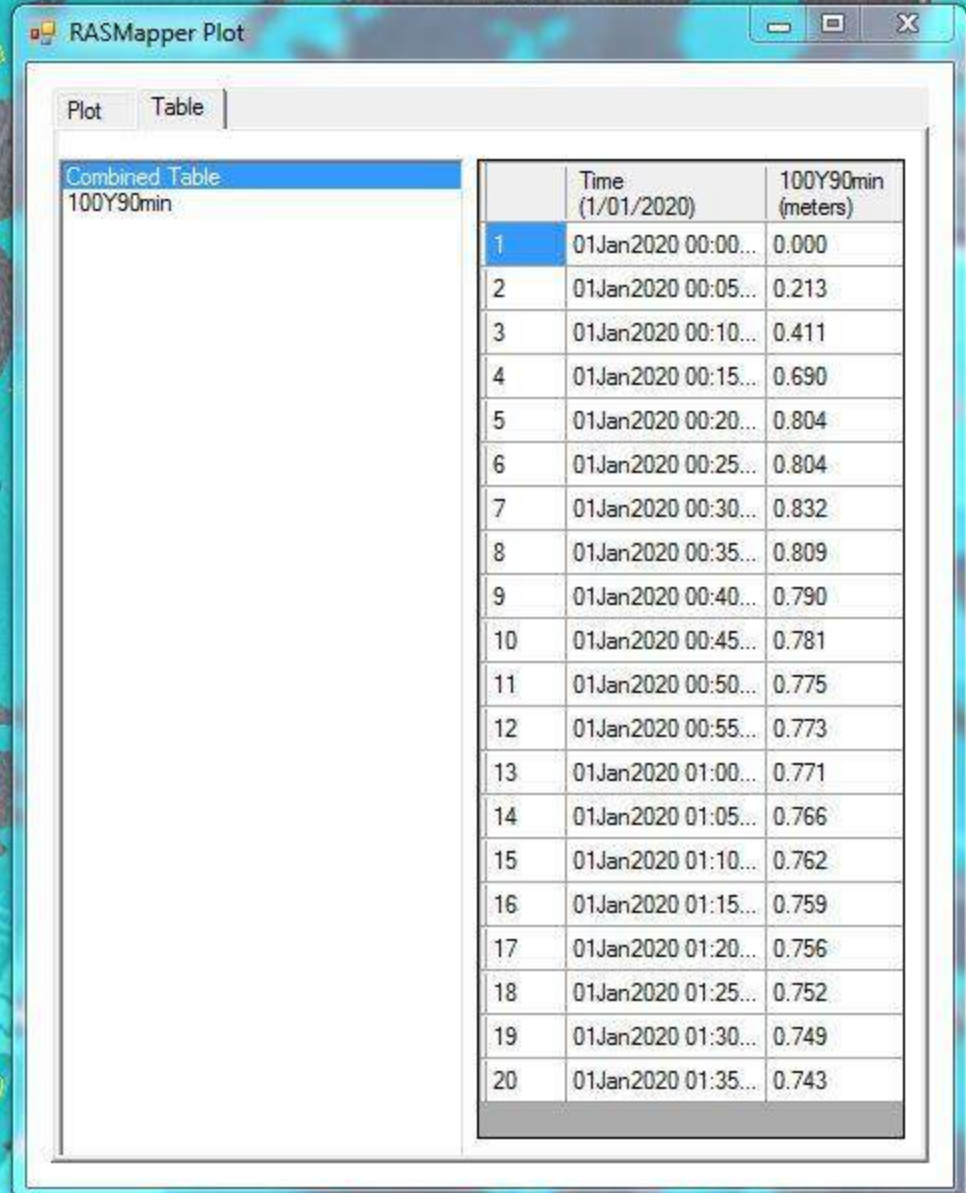 RASMapper Plot
Plot Table
Combined Table
100Y90min
Time (1/01/2020) 100Y90min (meters)
1 01Jan2020 00:00... 0.000
2 01Jan2020 00:05... 0.213
3 01Jan2020 00:10... 0.411
4 01Jan2020 00:15... 0.690
5 01Jan2020 00:20... 0.804
6 01Jan2020 00:25... 0.804
7 01Jan2020 00:30... 0.832
8 01Jan2020 00:35... 0.809
9 01Jan2020 00:40... 0.790
10 01Jan2020 00:45... 0.781
11 01Jan2020 00:50... 0.775
12 01Jan2020 00:55... 0.773
13 01Jan2020 01:00... 0.771
14 01Jan2020 01:05... 0.766
15 01Jan2020 01:10... 0.762
16 01Jan2020 01:15... 0.759
17 01Jan2020 01:20... 0.756
18 01Jan2020 01:25... 0.752
19 01Jan2020 01:30... 0.749
20 01Jan2020 01:35... 0.743